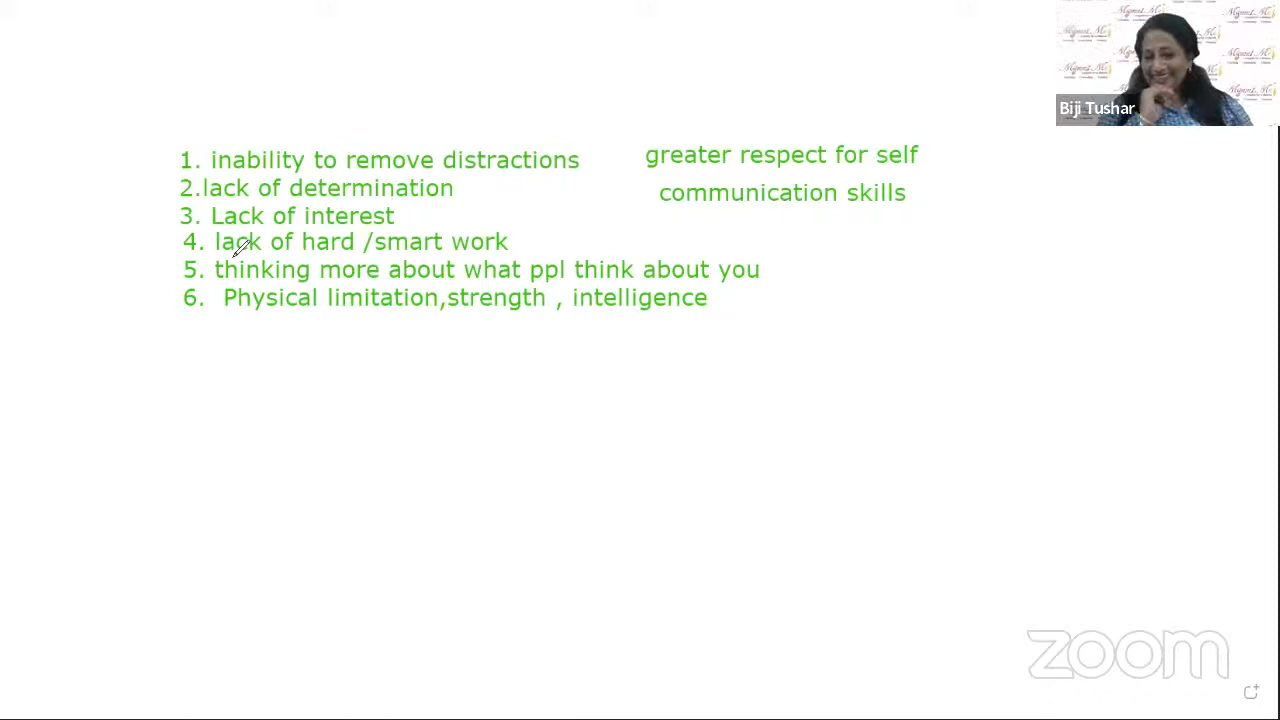 Biji Tushar
1. inability to remove distractions
2.lack of determination
3. Lack of interest
4. lack of hard /smart work
5. thinking more about what ppl think about you
6. Physical limitation,strength , intelligence
greater respect for self
communication skills
zoom